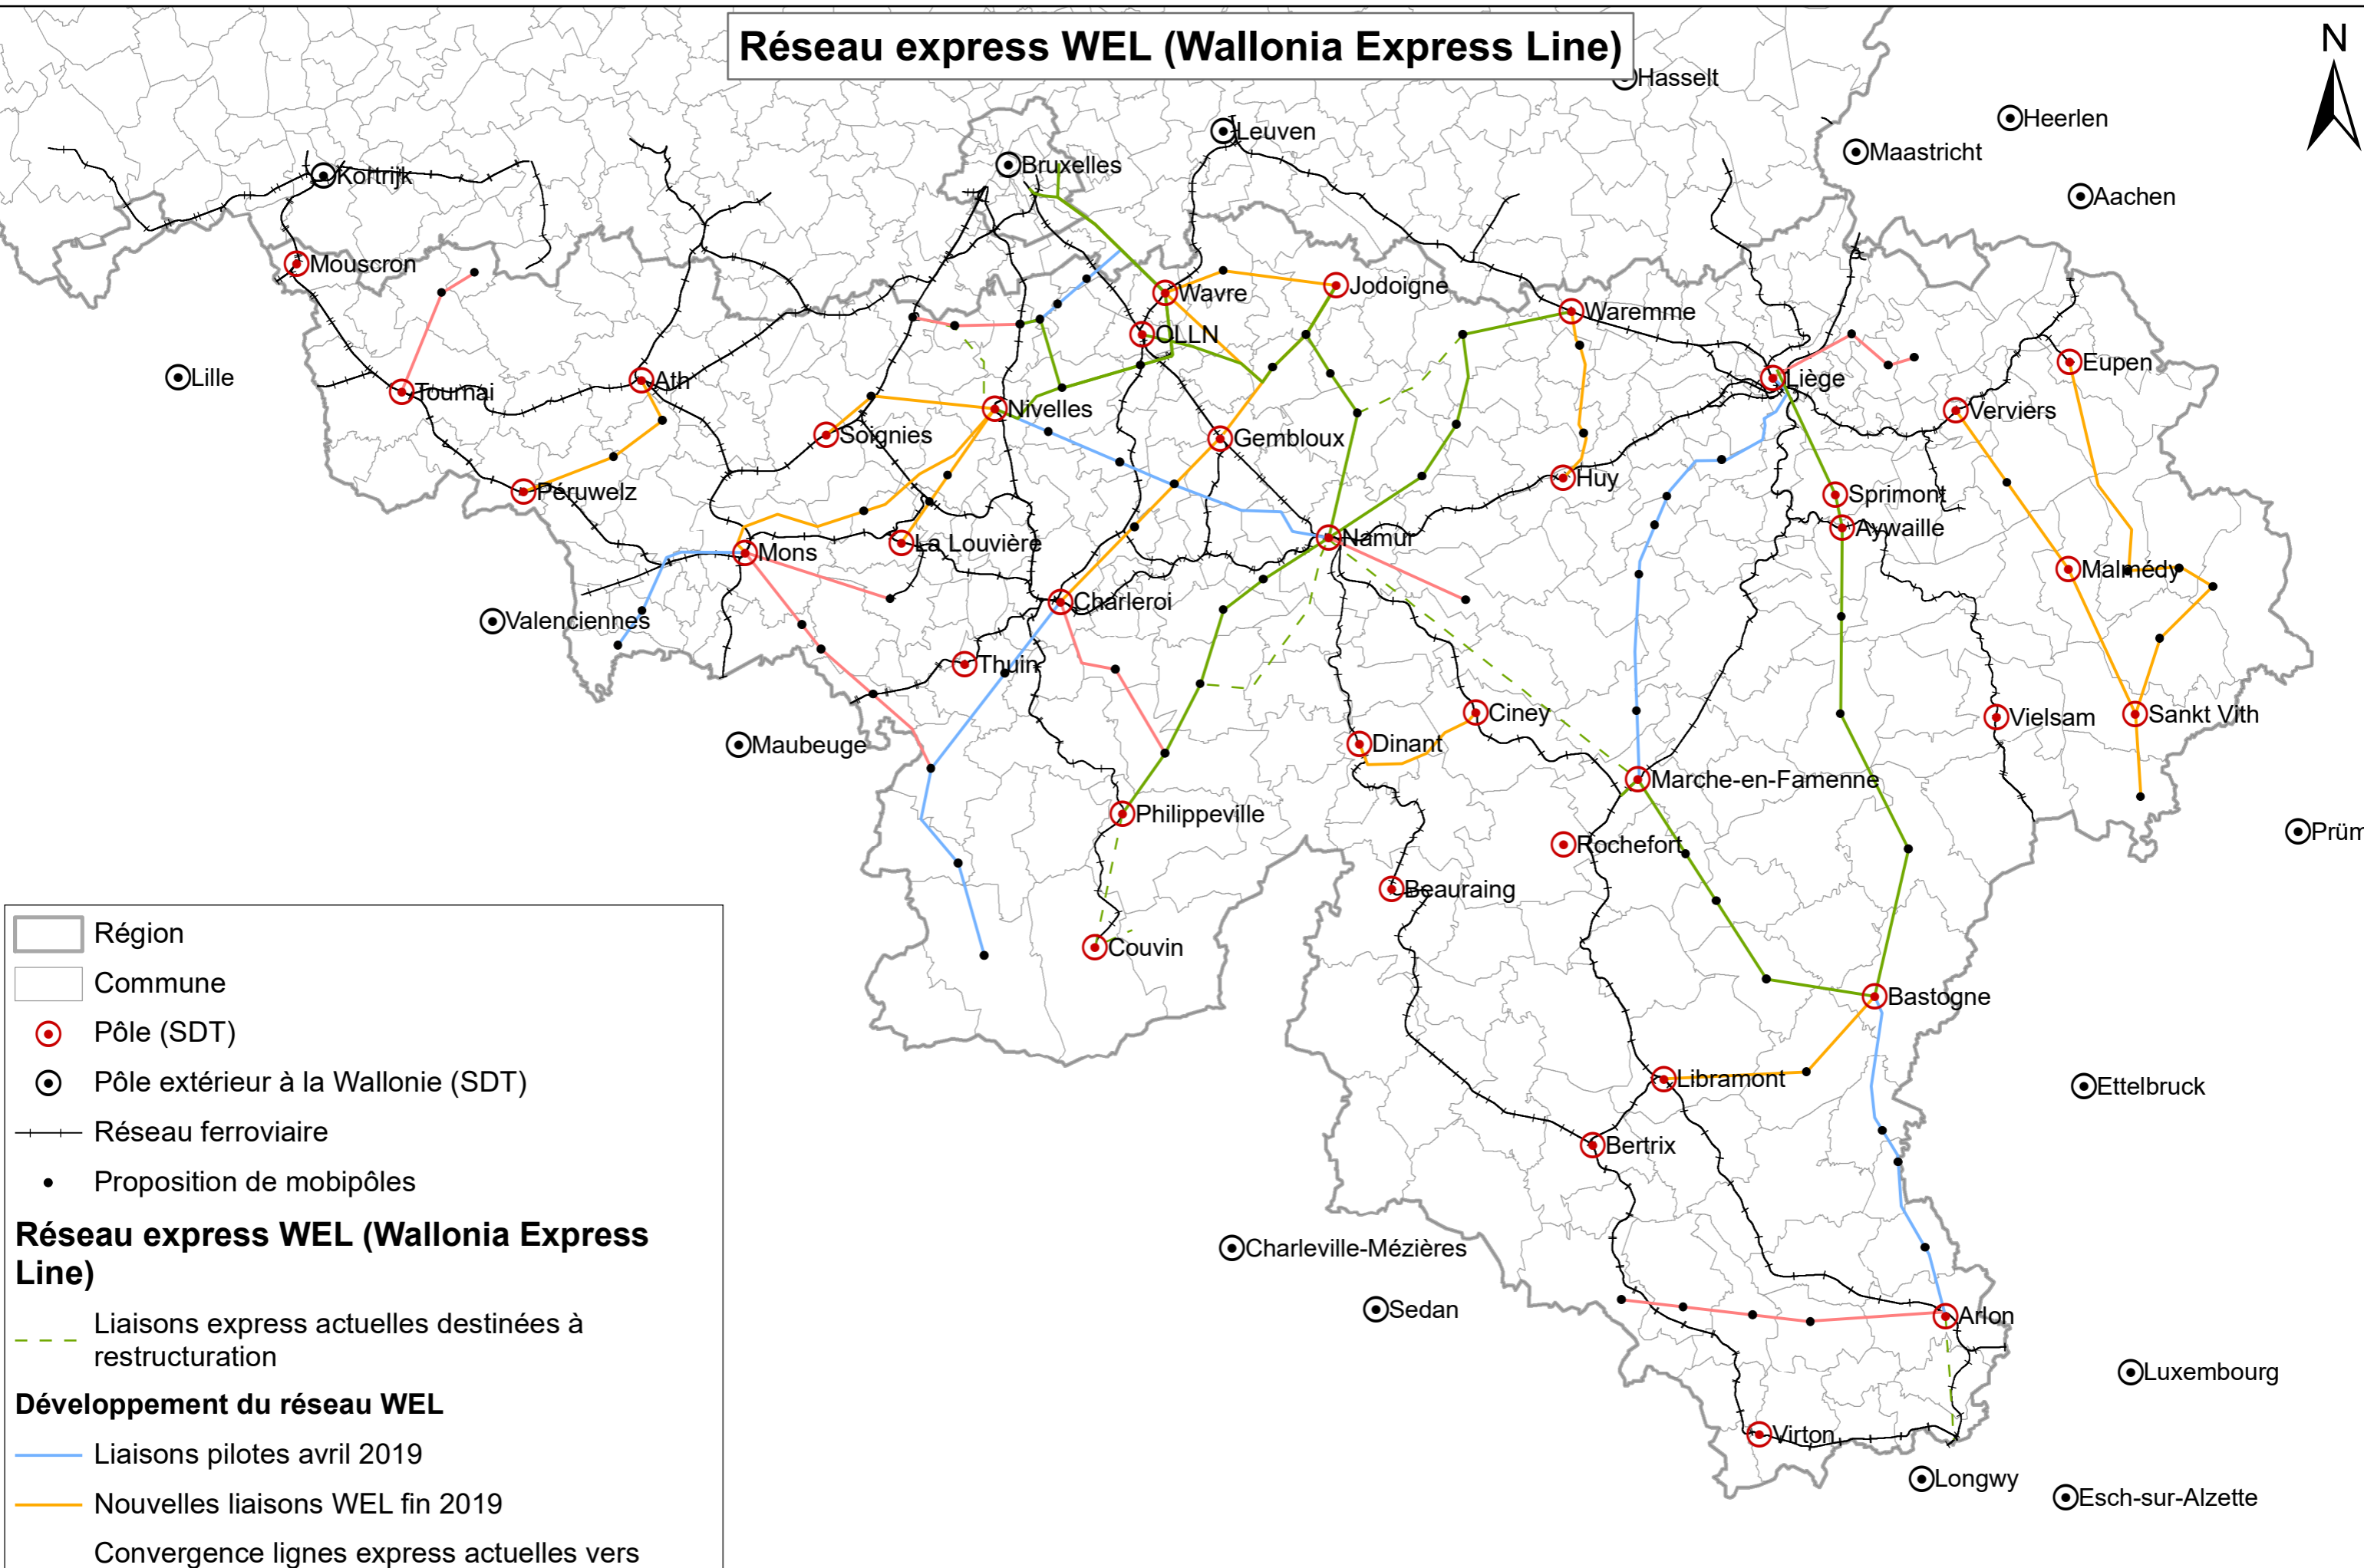 Réseau express WEL (Wallonia Express Line)
N
Hasselt
Heerlen
Leuven
Maastricht
Bruxelles
Kortrijk
Aachen
Mouscron
Jodoigne
Wavre
Waremme
OLLN
Eupen
Lille
Liège
Ath
Tournai
Nivelles
Verviers
Soignies
Gembloux
Huy
Péruwelz
Sprimont
Aywaille
Namur
La Louvière
Mons
Malmédy
Charleroi
Valenciennes
Thuin
Ciney
Vielsam
Sankt Vith
Dinant
Maubeuge
Marche-en-Famenne
Philippeville
Prüm
Rochefort
Beauraing
Couvin
Bastogne
Libramont
Ettelbruck
Bertrix
Charleville-Mézières
Sedan
Arlon
Luxembourg
Virton
Longwy
Esch-sur-Alzette
Région
Commune
Pôle (SDT)
Pôle extérieur à la Wallonie (SDT)
Réseau ferroviaire
Proposition de mobipôles
Réseau express WEL (Wallonia Express
Line)
Liaisons express actuelles destinées à
restructuration
Développement du réseau WEL
Liaisons pilotes avril 2019
Nouvelles liaisons WEL fin 2019
Convergence lignes express actuelles vers